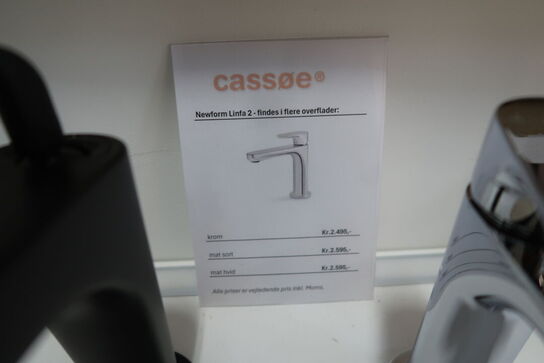 cassøe®
Newform Linfa 2 - findes i flere overflader:
krom Kr.2.495,-
mat sort Kr.2.595,-
mat hvid Kr.2.595,-
Alle priser er vejledende pris inkl. Moms.